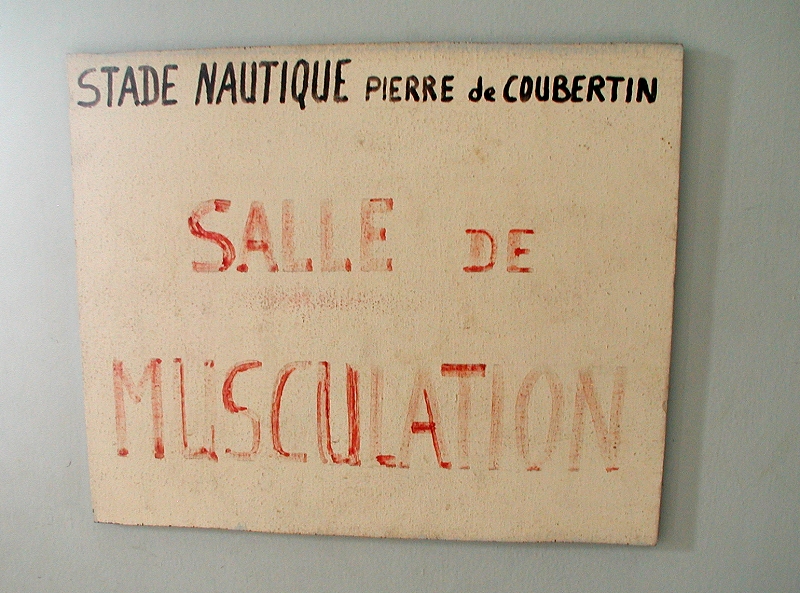 STADE NAUTIQUE PIERRE de COUBERTIN
SALLE DE
MUSCULATION